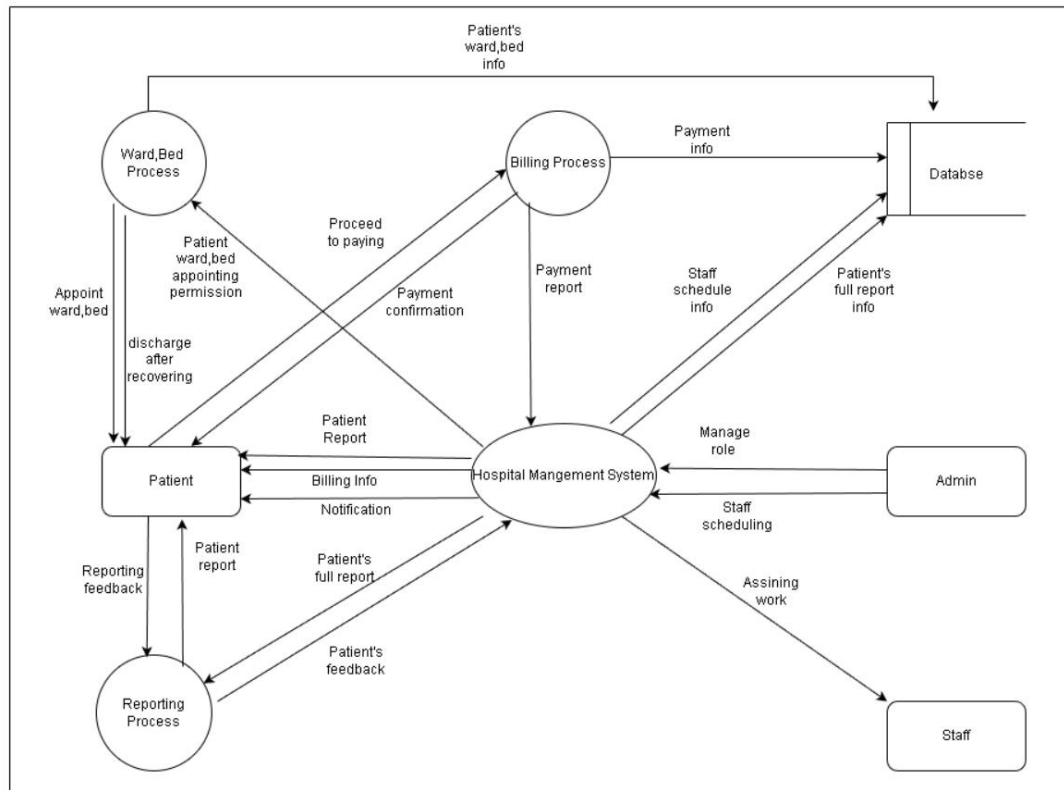 Patient's
ward,bed
info
Ward,Bed
Process
Billing Process
Payment
info
Databse
Proceed
to paying
Patient
ward,bed
appointing
permission
Payment
confirmation
Payment
report
Staff
schedule
info
Patient's
full report
info
Appoint
ward,bed
discharge
after
recovering
Patient
Report
Manage
role
Patient
Billing Info
Hospital Mangement System
Admin
Notification
Staff
scheduling
Patient
report
Reporting
feedback
Patient's
full report
Assining
work
Patient's
feedback
Reporting
Process
Staff